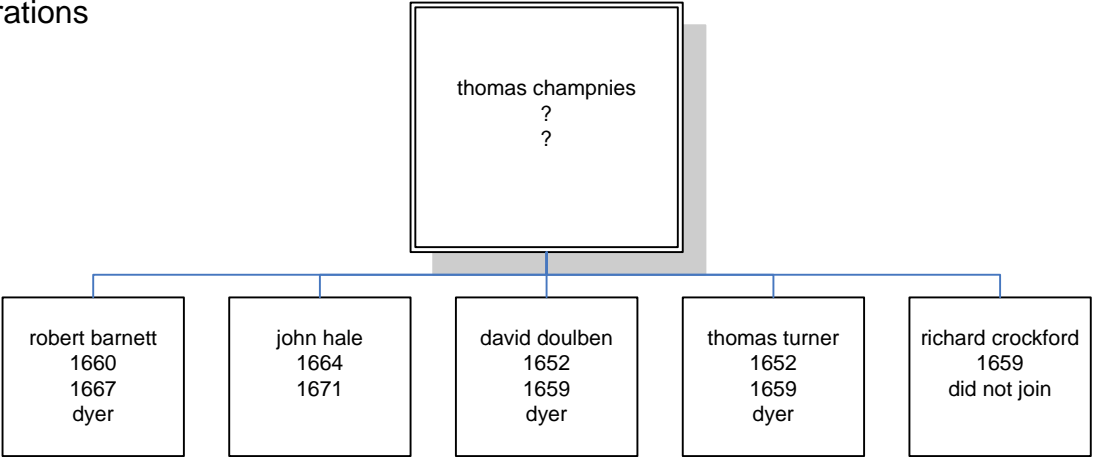 rations
thomas champnies
?
?
robert barnett
1660
1667
dyer
john hale
1664
1671
david doulben
1652
1659
dyer
thomas turner
1652
1659
dyer
richard crockford
1659
did not join